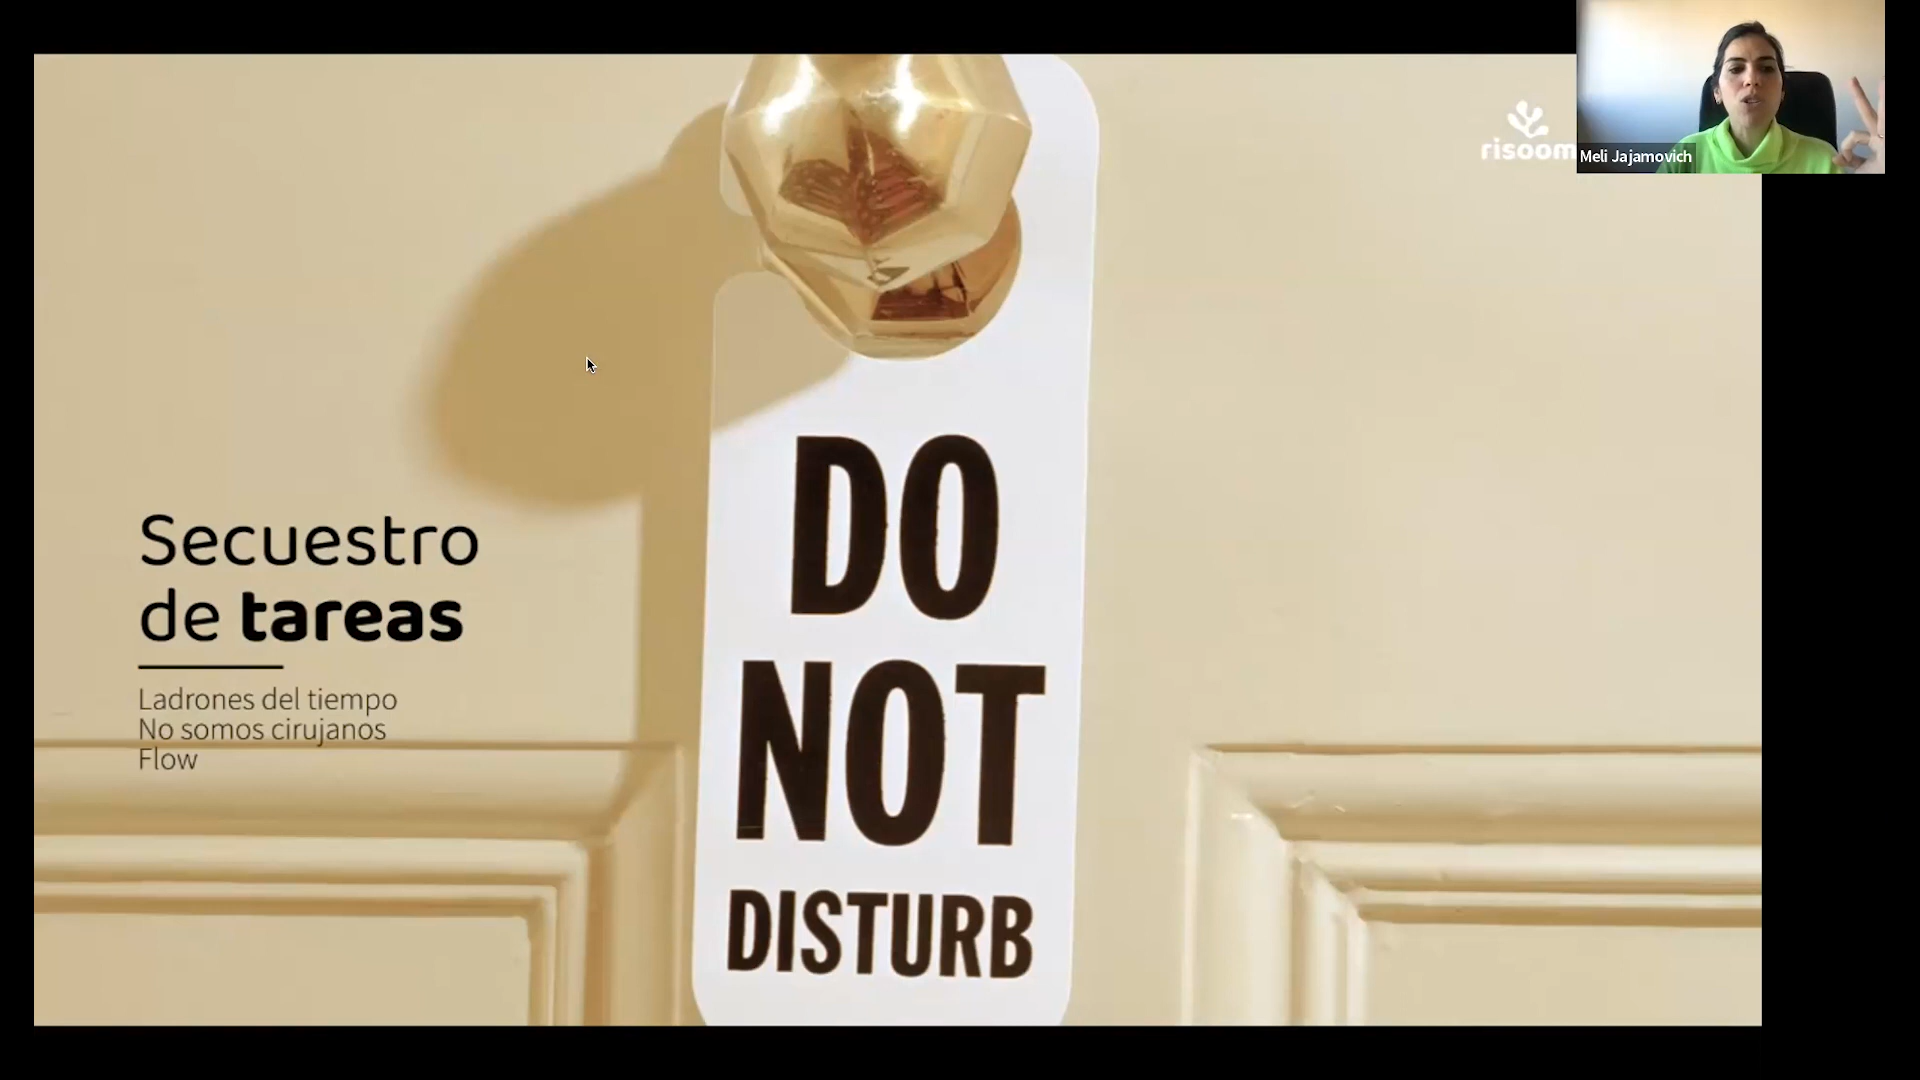 risoom
Meli Jajamovich
DO
NOT
DISTURB
Secuestro
de tareas
Ladrones del tiempo
No somos cirujanos
Flow